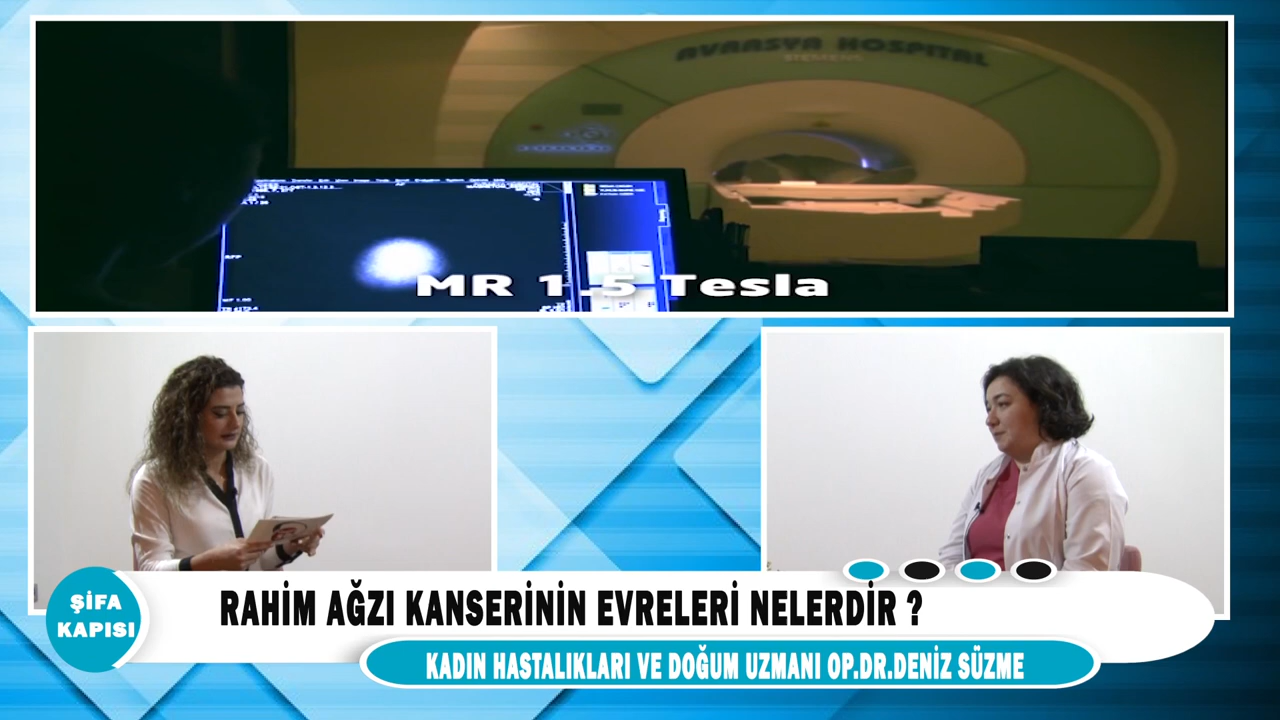 AVRASYA HOSPITAL
SIEMENS
MR 1.5 Tesla
ŞİFA
KAPISI
RAHİM AĞZI KANSERİNİN EVRELERİ NELERDİR ?
KADIN HASTALIKLARI VE DOĞUM UZMANI OP.DR.DENİZ SÜZME